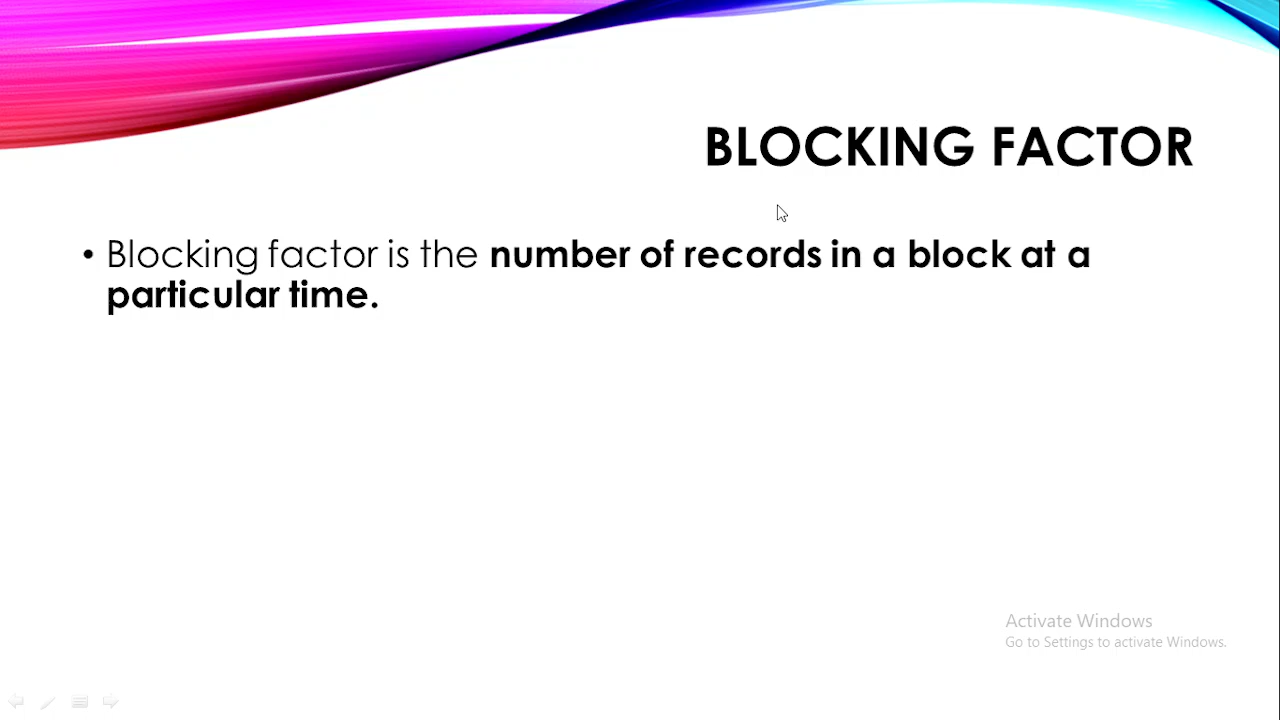 BLOCKING FACTOR
• Blocking factor is the number of records in a block at a
particular time.
Activate Windows
Go to Settings to activate Windows.